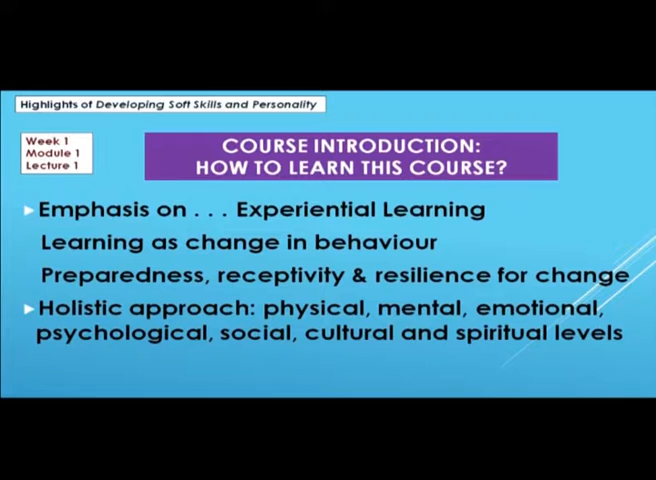 Highlights of Developing Soft Skills and Personality
Week 1
Module 1
Lecture 1
COURSE INTRODUCTION:
HOW TO LEARN THIS COURSE?
Emphasis on . . . Experiential Learning
Learning as change in behaviour
Preparedness, receptivity & resilience for change
Holistic approach: physical, mental, emotional,
psychological, social, cultural and spiritual levels